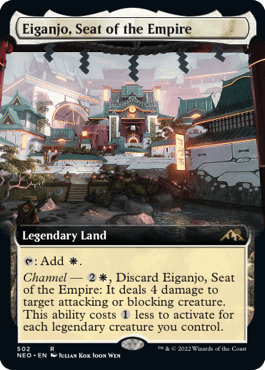 Eiganjo, Seat of the Empire
Legendary Land
: Add .
Channel — 2, Discard Eiganjo, Seat
of the Empire: It deals 4 damage to
target attacking or blocking creature.
This ability costs 1 less to activate for
each legendary creature you control.
502 R
NEO • EN Julian Kok Joon Wen
™ & © 2022 Wizards of the Coast